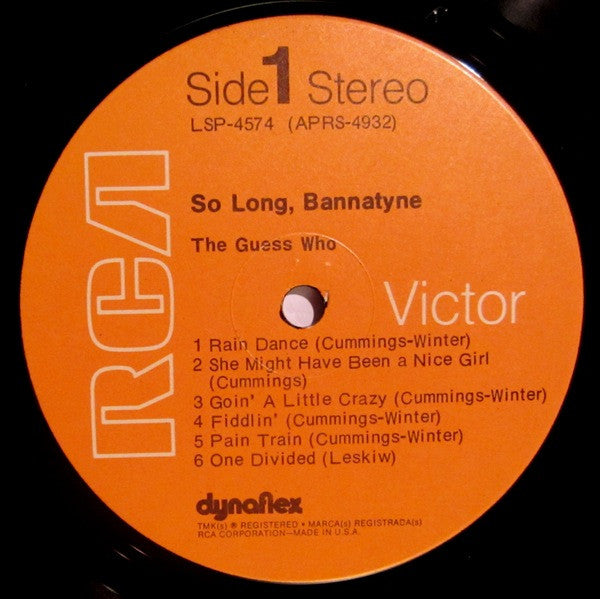 Side 1 Stereo
LSP-4574 (APRS-4932)
So Long, Bannatyne
The Guess Who
RCA
Victor
1 Rain Dance (Cummings-Winter)
2 She Might Have Been a Nice Girl
(Cummings)
3 Goin' A Little Crazy (Cummings-Winter)
4 Fiddlin' (Cummings-Winter)
5 Pain Train (Cummings-Winter)
6 One Divided (Leskiw)
dynaflex
TMK(s) ® REGISTERED • MARCA(s) REGISTRADA(s)
RCA CORPORATION—MADE IN U.S.A.